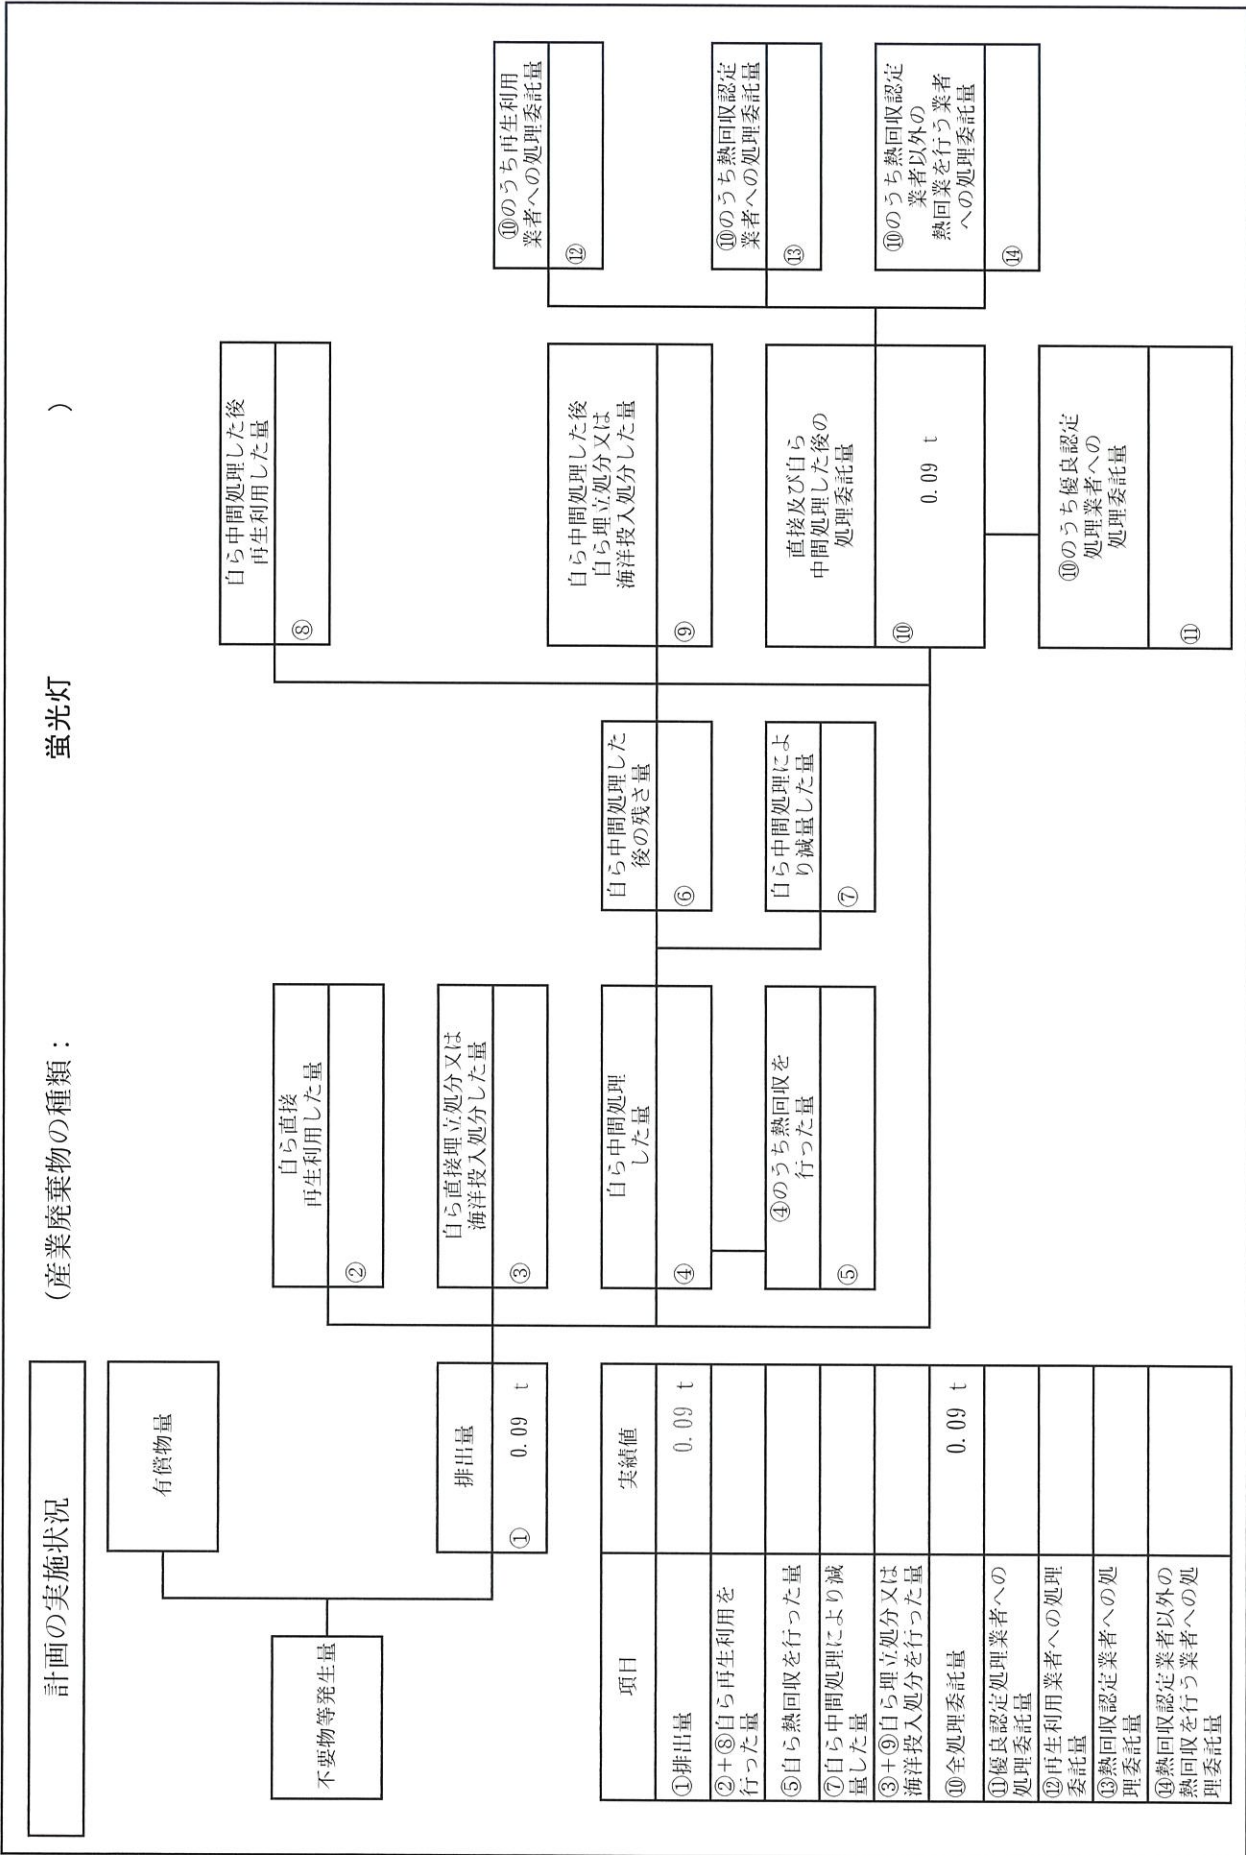 計画の実施状況
(産業廃棄物の種類：
蛍光灯
)
有償物量
不要物等発生量
排出量
①
0.09 t
自ら直接
再生利用した量
②
自ら直接埋立処分又は
海洋投入処分した量
③
自ら中間処理
した量
④
④のうち熱回収を
行った量
⑤
自ら中間処理した
後の残さ量
⑥
自ら中間処理によ
り減量した量
⑦
自ら中間処理した後
再生利用した量
⑧
自ら中間処理した後
自ら埋立処分又は
海洋投入処分した量
⑨
直接及び自ら
中間処理した後の
処理委託量
⑩
0.09 t
⑩のうち優良認定
処理業者への
処理委託量
⑪
⑩のうち再生利用
業者への処理委託量
⑫
⑩のうち熱回収認定
業者への処理委託量
⑬
⑩のうち熱回収認定
業者以外の
熱回業を行う業者
への処理委託量
⑭
項目
実績値
①排出量
0.09 t
②+⑧自ら再生利用を
行った量
⑤自ら熱回収を行った量
⑦自ら中間処理により減
量した量
③+⑨自ら埋立処分又は
海洋投入処分を行った量
⑩全処理委託量
0.09 t
⑪優良認定処理業者への
処理委託量
⑫再生利用業者への処理
委託量
⑬熱回収認定業者への処
理委託量
⑭熱回収認定業者以外の
熱回収を行う業者への処
理委託量